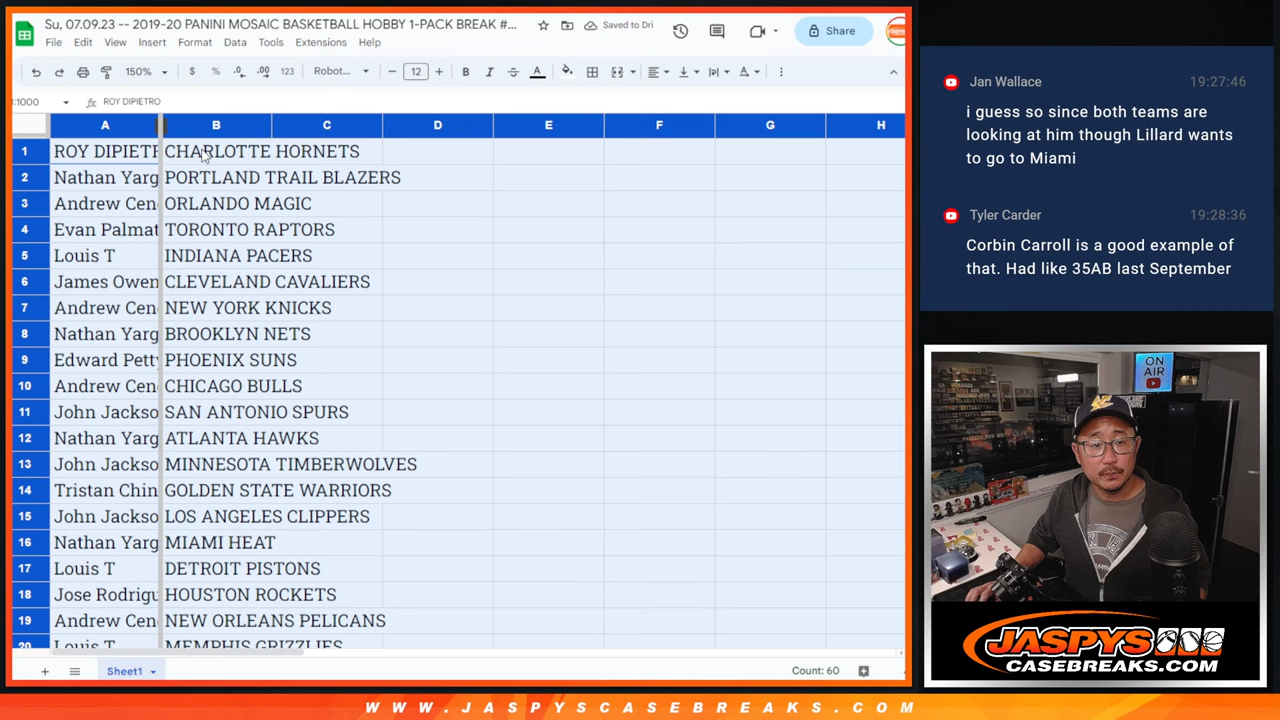 Su, 07.09.23 -- 2019-20 PANINI MOSAIC BASKETBALL HOBBY 1-PACK BREAK #...
Saved to Dri
Share
File Edit View Insert Format Data Tools Extensions Help
150% $ % .0 .00 123 Robot... 12 B I A
:1000 fx ROY DIPIETRO
A B C D E F G H
1 ROY DIPIETR CHARLOTTE HORNETS
2 Nathan Yarg PORTLAND TRAIL BLAZERS
3 Andrew Cen ORLANDO MAGIC
4 Evan Palmat TORONTO RAPTORS
5 Louis T INDIANA PACERS
6 James Owen CLEVELAND CAVALIERS
7 Andrew Cen NEW YORK KNICKS
8 Nathan Yarg BROOKLYN NETS
9 Edward Petty PHOENIX SUNS
10 Andrew Cen CHICAGO BULLS
11 John Jackso SAN ANTONIO SPURS
12 Nathan Yarg ATLANTA HAWKS
13 John Jackso MINNESOTA TIMBERWOLVES
14 Tristan Chin GOLDEN STATE WARRIORS
15 John Jackso LOS ANGELES CLIPPERS
16 Nathan Yarg MIAMI HEAT
17 Louis T DETROIT PISTONS
18 Jose Rodrigu HOUSTON ROCKETS
19 Andrew Cen NEW ORLEANS PELICANS
20 Louis T MEMPHIS GRIZZLIES
Sheet1
Count: 60
Jan Wallace 19:27:46
i guess so since both teams are
looking at him though Lillard wants
to go to Miami
Tyler Carder 19:28:36
Corbin Carroll is a good example of
that. Had like 35AB last September
ON
AIR
JASPYS
CASEBREAKS.COM
WWW.JASPYSCASEBREAKS.COM